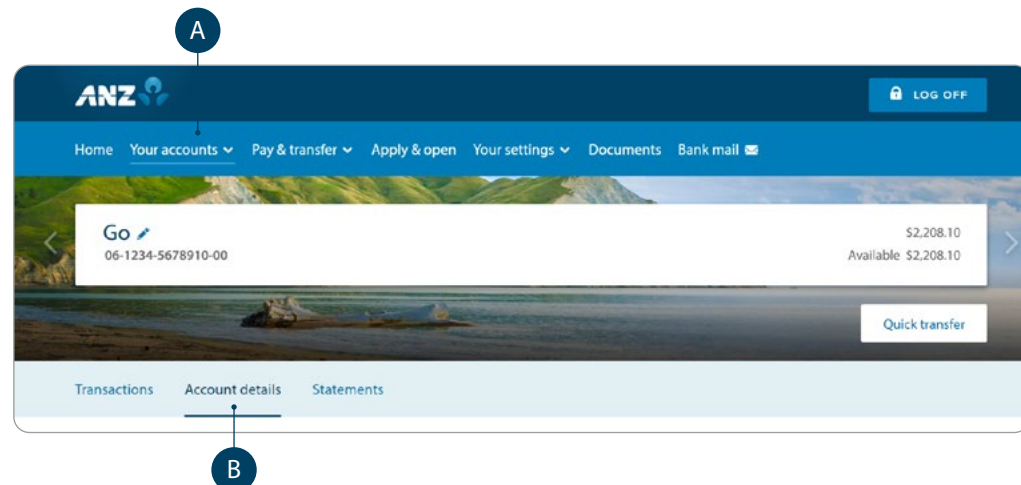 A
ANZ
LOG OFF
Home Your accounts Pay & transfer Apply & open Your settings Documents Bank mail
Go
$2,208.10
06-1234-5678910-00
Available $2,208.10
Quick transfer
Transactions Account details Statements
B